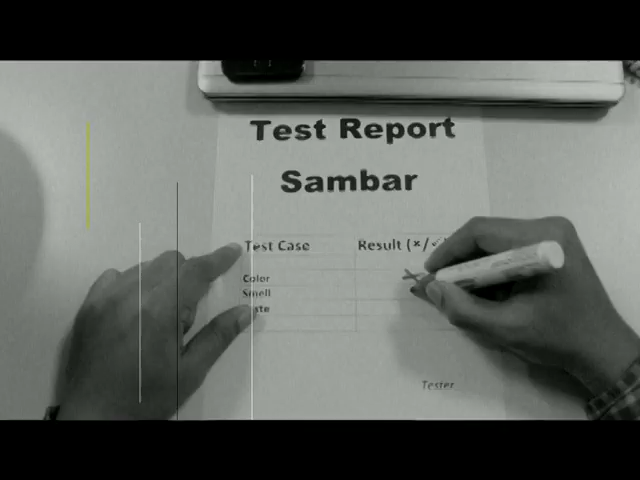 Test Report
Sambar
Test Case Result (×/✓)
Color
Smell
Tester